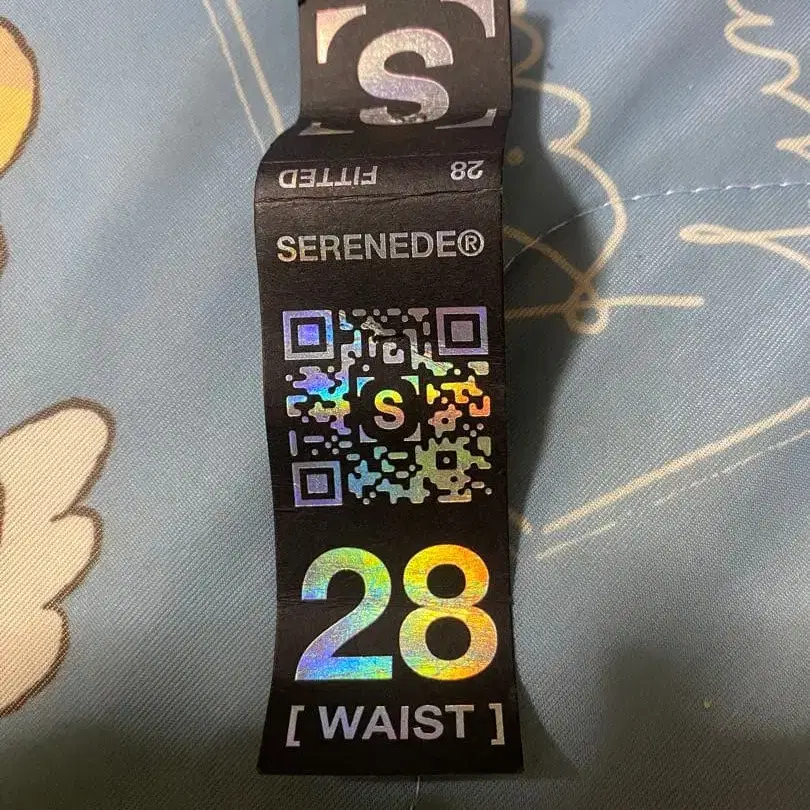 S
FITTED 28
SERENEDE®
S
28
[ WAIST ]